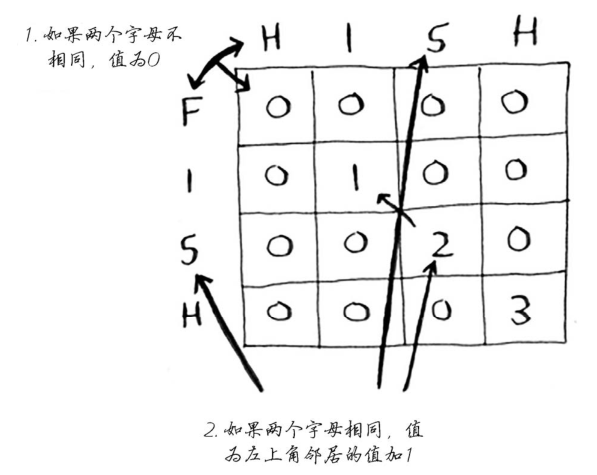 1.如果两个字母不
相同，值为0
H I S H
F 0 0 0 0
I 0 1 0 0
S 0 0 2 0
H 0 0 0 3
2.如果两个字母相同，值
为左上角邻居的值加1